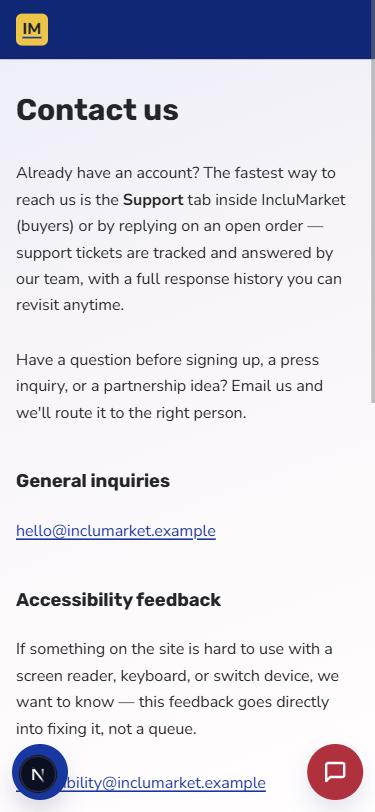 IM
Contact us
Already have an account? The fastest way to
reach us is the Support tab inside IncluMarket
(buyers) or by replying on an open order —
support tickets are tracked and answered by
our team, with a full response history you can
revisit anytime.
Have a question before signing up, a press
inquiry, or a partnership idea? Email us and
we'll route it to the right person.
General inquiries
hello@inclumarket.example
Accessibility feedback
If something on the site is hard to use with a
screen reader, keyboard, or switch device, we
want to know — this feedback goes directly
into fixing it, not a queue.
N
bility@inclumarket.example